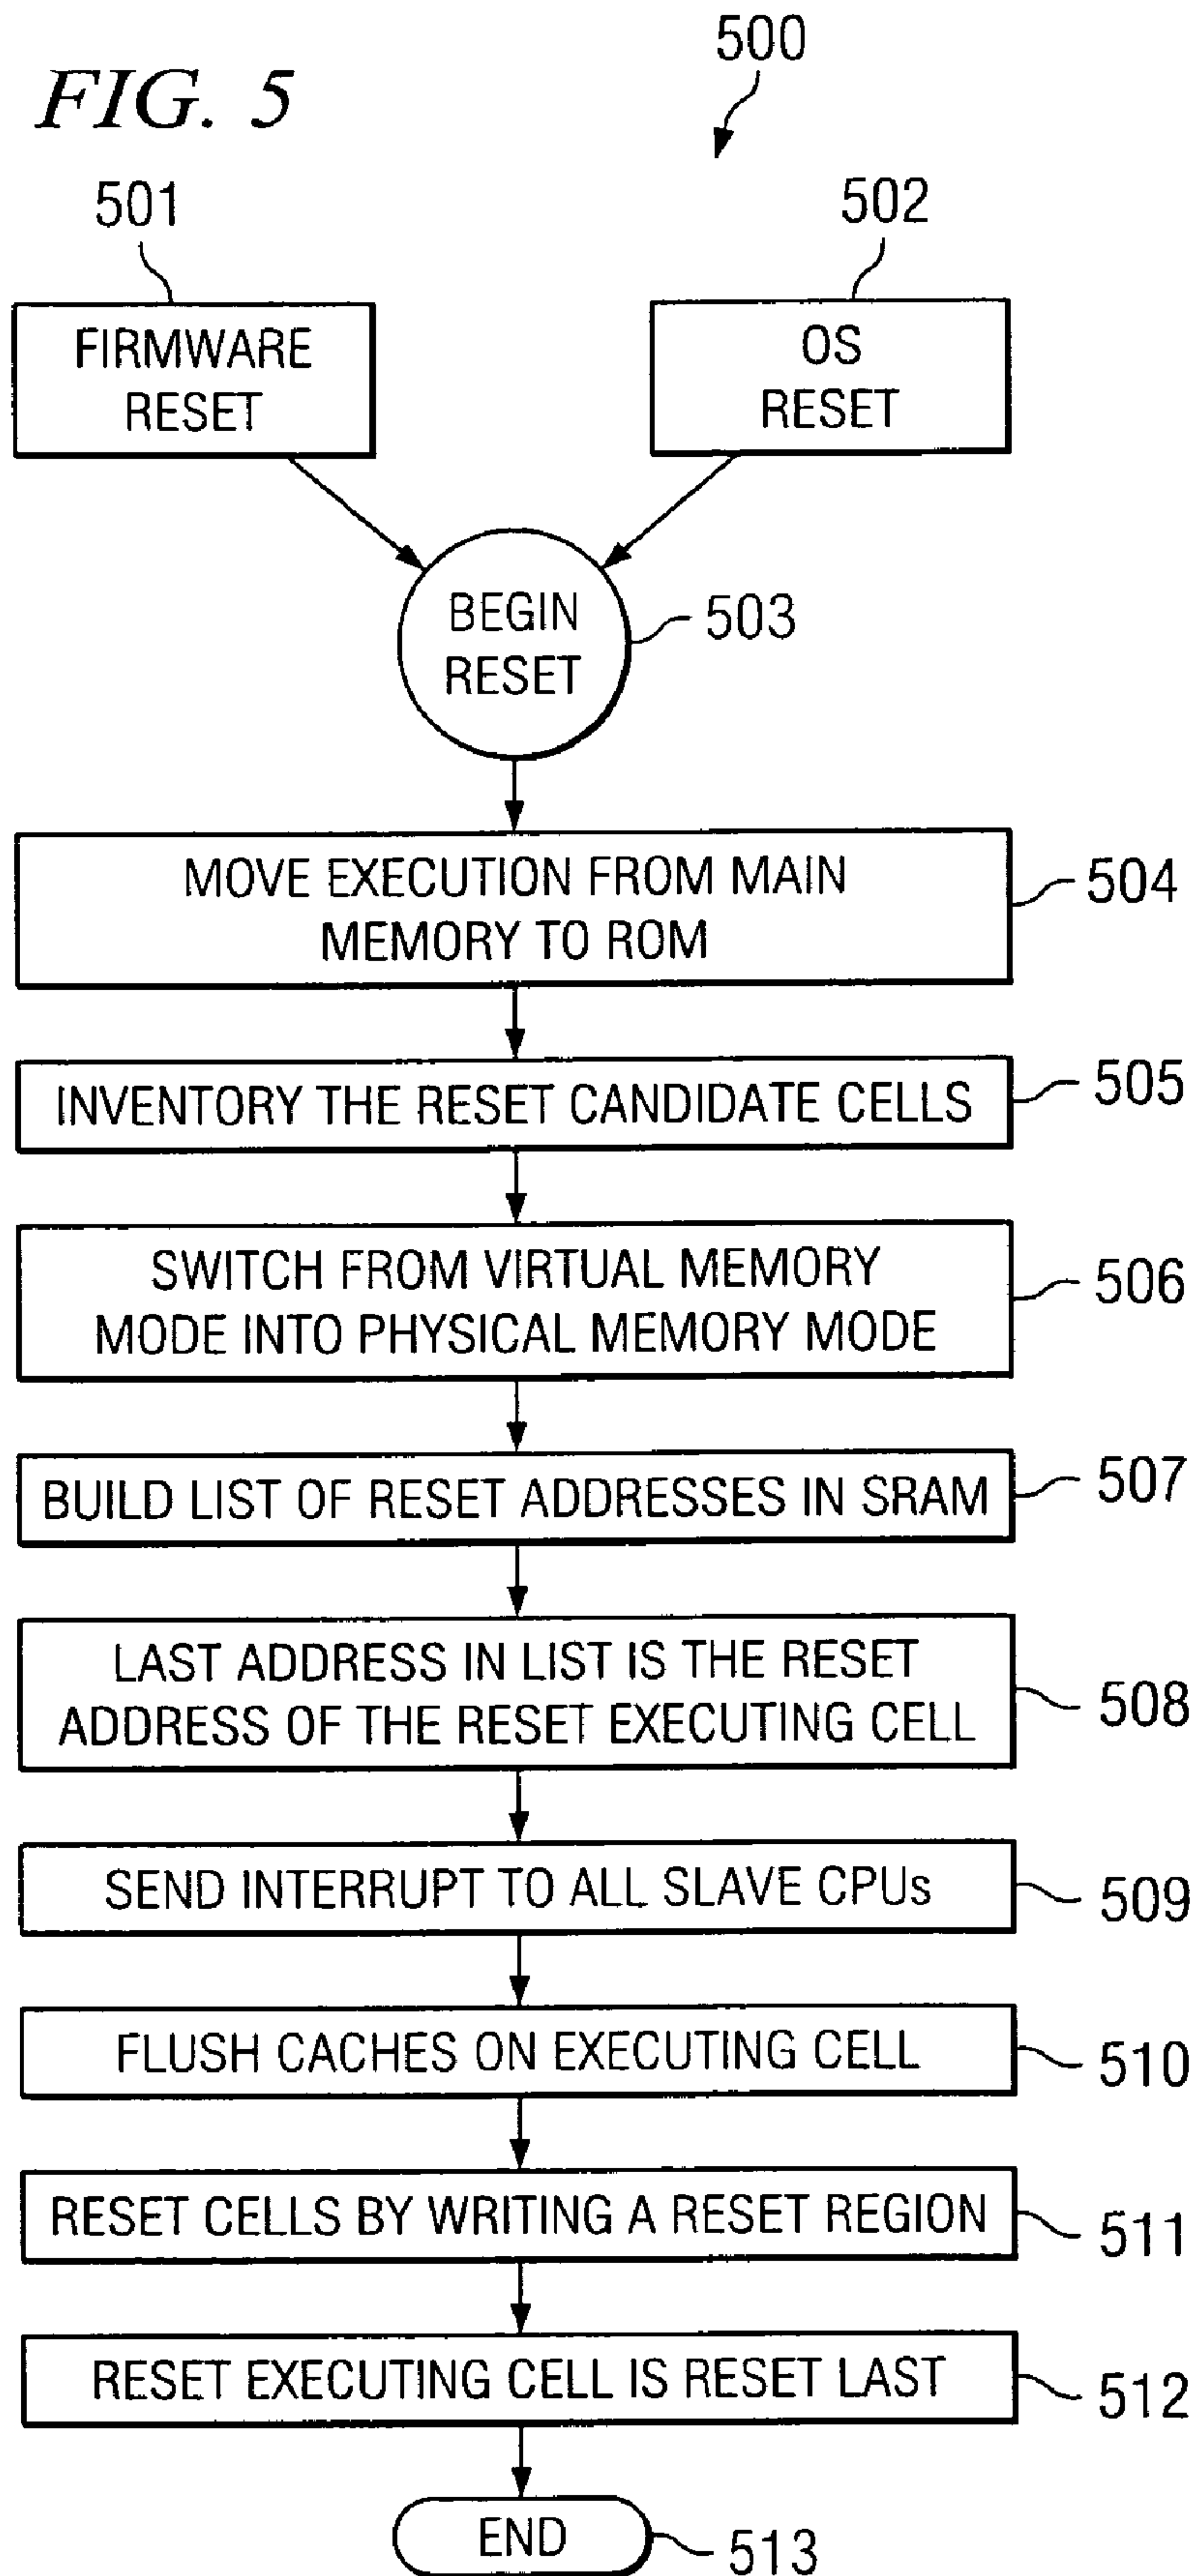 FIG. 5
500
501
502
FIRMWARE
RESET
OS
RESET
BEGIN
RESET
503
MOVE EXECUTION FROM MAIN
MEMORY TO ROM
504
INVENTORY THE RESET CANDIDATE CELLS
505
SWITCH FROM VIRTUAL MEMORY
MODE INTO PHYSICAL MEMORY MODE
506
BUILD LIST OF RESET ADDRESSES IN SRAM
507
LAST ADDRESS IN LIST IS THE RESET
ADDRESS OF THE RESET EXECUTING CELL
508
SEND INTERRUPT TO ALL SLAVE CPUs
509
FLUSH CACHES ON EXECUTING CELL
510
RESET CELLS BY WRITING A RESET REGION
511
RESET EXECUTING CELL IS RESET LAST
512
END
513